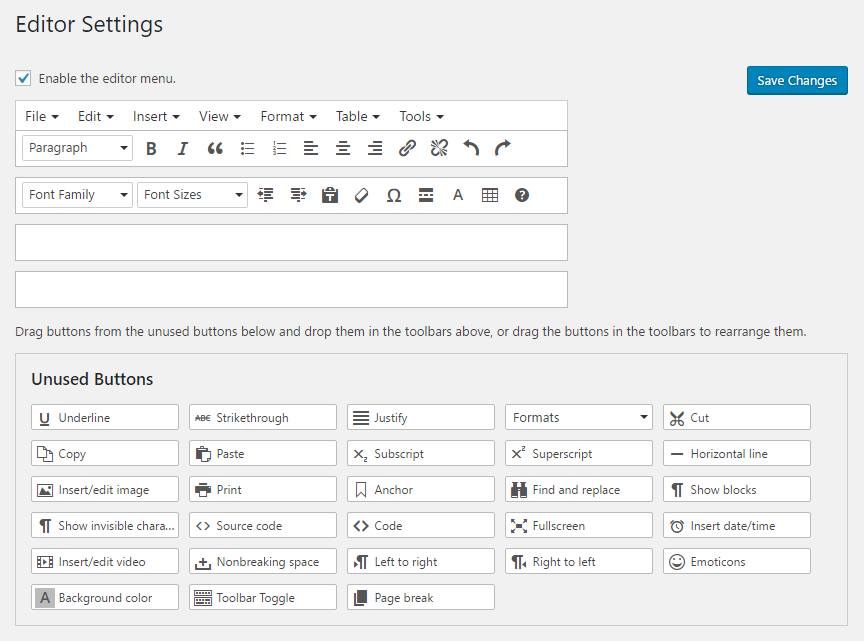 Editor Settings
Enable the editor menu.
Save Changes
File Edit Insert View Format Table Tools
Paragraph B I
Font Family Font Sizes T Ω A ?
Drag buttons from the unused buttons below and drop them in the toolbars above, or drag the buttons in the toolbars to rearrange them.
Unused Buttons
U Underline ABC Strikethrough Justify Formats Cut
Copy Paste X₂ Subscript X² Superscript Horizontal line
Insert/edit image Print Anchor Find and replace ¶ Show blocks
¶ Show invisible chara... <> Source code <> Code Fullscreen Insert date/time
Insert/edit video Nonbreaking space ¶ Left to right ¶ Right to left Emoticons
A Background color Toolbar Toggle Page break